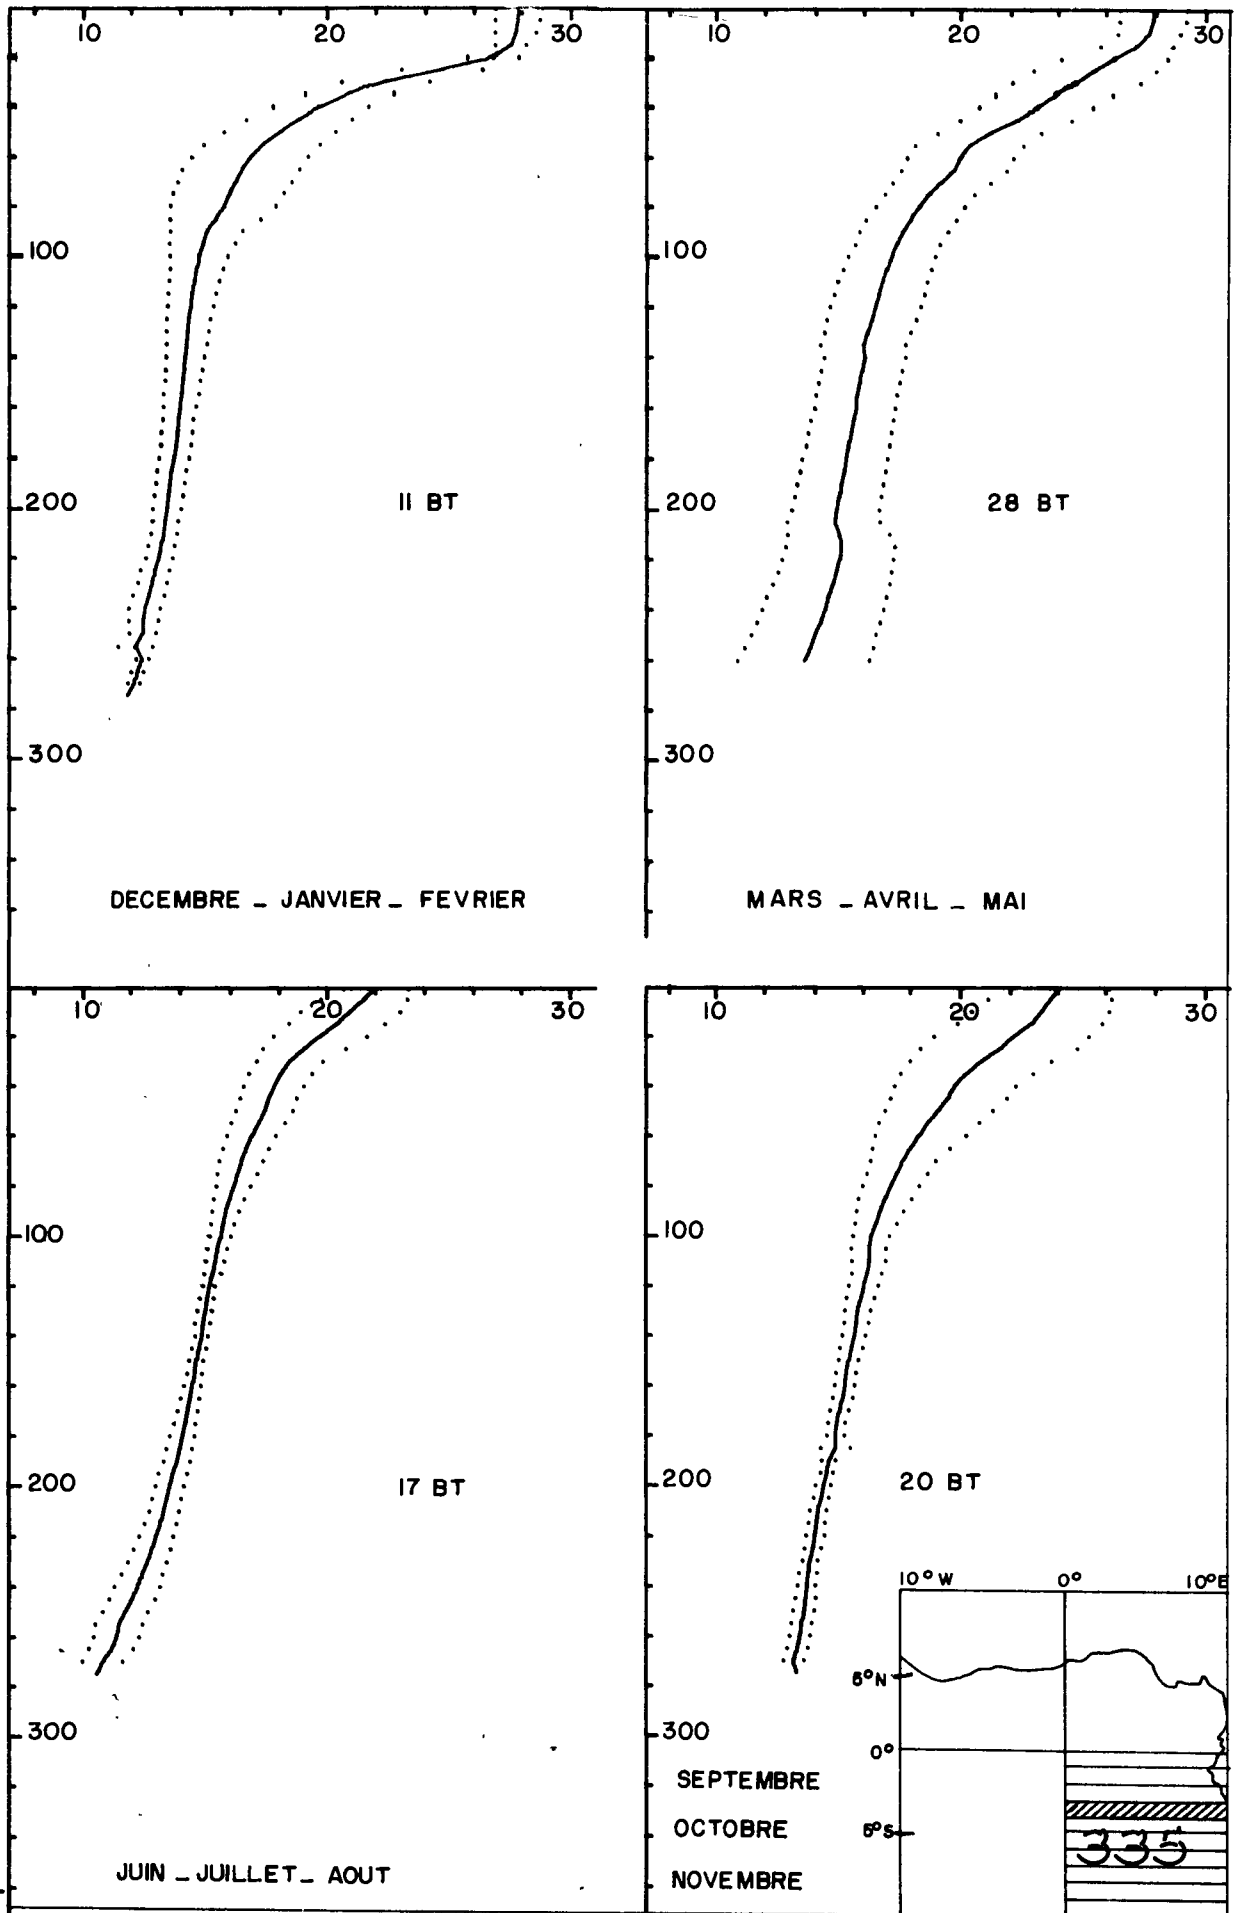 10 20 30
100
200
11 BT
300
DECEMBRE _ JANVIER _ FEVRIER
10 20 30
100
200
28 BT
300
MARS _ AVRIL _ MAI
10 20 30
100
200
17 BT
300
JUIN _ JUILLET _ AOUT
10 20 30
100
200
20 BT
300
SEPTEMBRE
OCTOBRE
NOVEMBRE
10° W 0° 10°E
5°N
0°
5°S
335